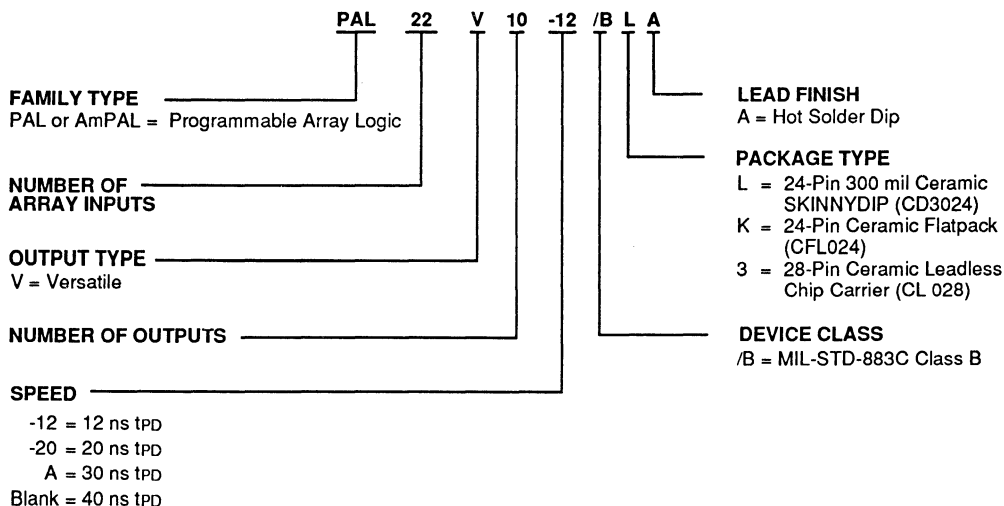 PAL 22 V 10 -12 /B L A
FAMILY TYPE
PAL or AmPAL = Programmable Array Logic
NUMBER OF
ARRAY INPUTS
OUTPUT TYPE
V = Versatile
NUMBER OF OUTPUTS
SPEED
-12 = 12 ns tPD
-20 = 20 ns tPD
A = 30 ns tPD
Blank = 40 ns tPD
LEAD FINISH
A = Hot Solder Dip
PACKAGE TYPE
L = 24-Pin 300 mil Ceramic
SKINNYDIP (CD3024)
K = 24-Pin Ceramic Flatpack
(CFL024)
3 = 28-Pin Ceramic Leadless
Chip Carrier (CL 028)
DEVICE CLASS
/B = MIL-STD-883C Class B